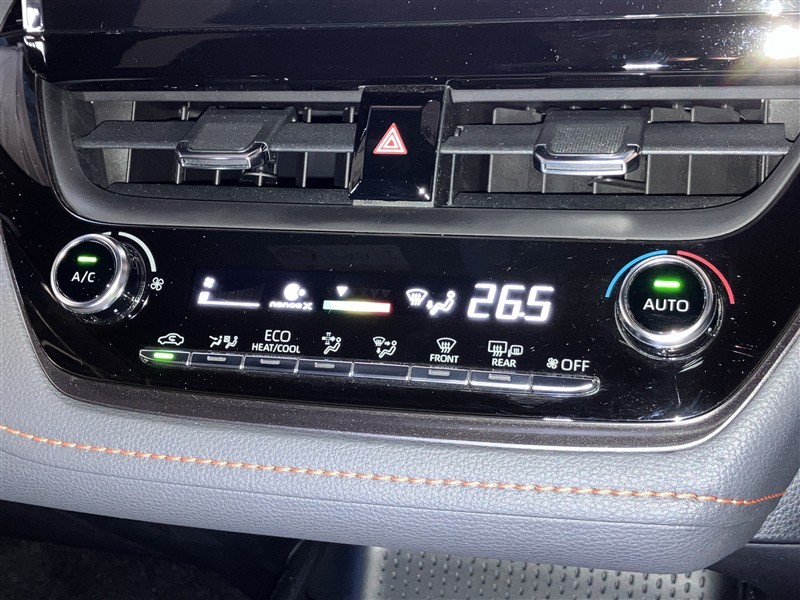 A/C
nanoe X
26.5
AUTO
ECO
HEAT/COOL
FRONT
REAR
OFF